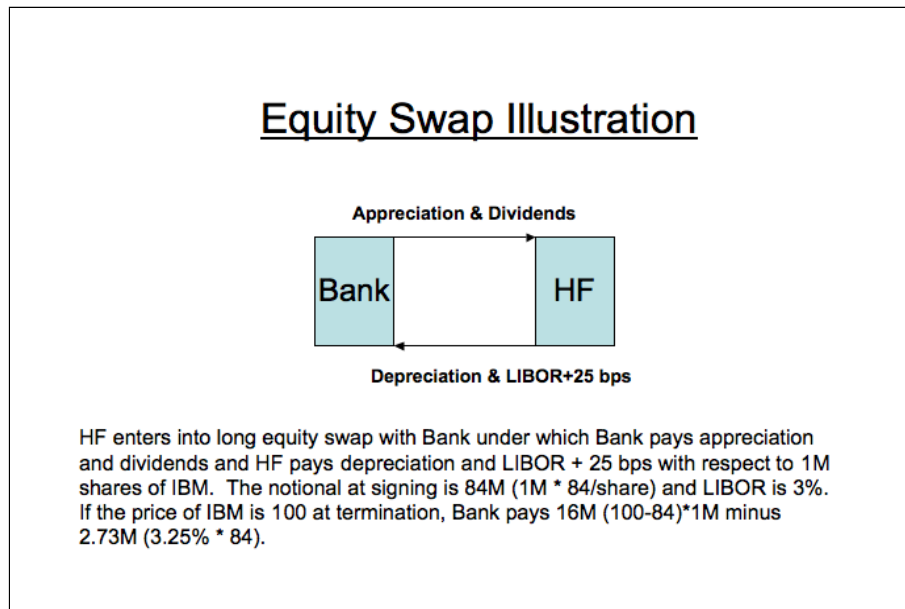 Equity Swap Illustration
Appreciation & Dividends
Bank
HF
Depreciation & LIBOR+25 bps
HF enters into long equity swap with Bank under which Bank pays appreciation
and dividends and HF pays depreciation and LIBOR + 25 bps with respect to 1M
shares of IBM. The notional at signing is 84M (1M * 84/share) and LIBOR is 3%.
If the price of IBM is 100 at termination, Bank pays 16M (100-84)*1M minus
2.73M (3.25% * 84).